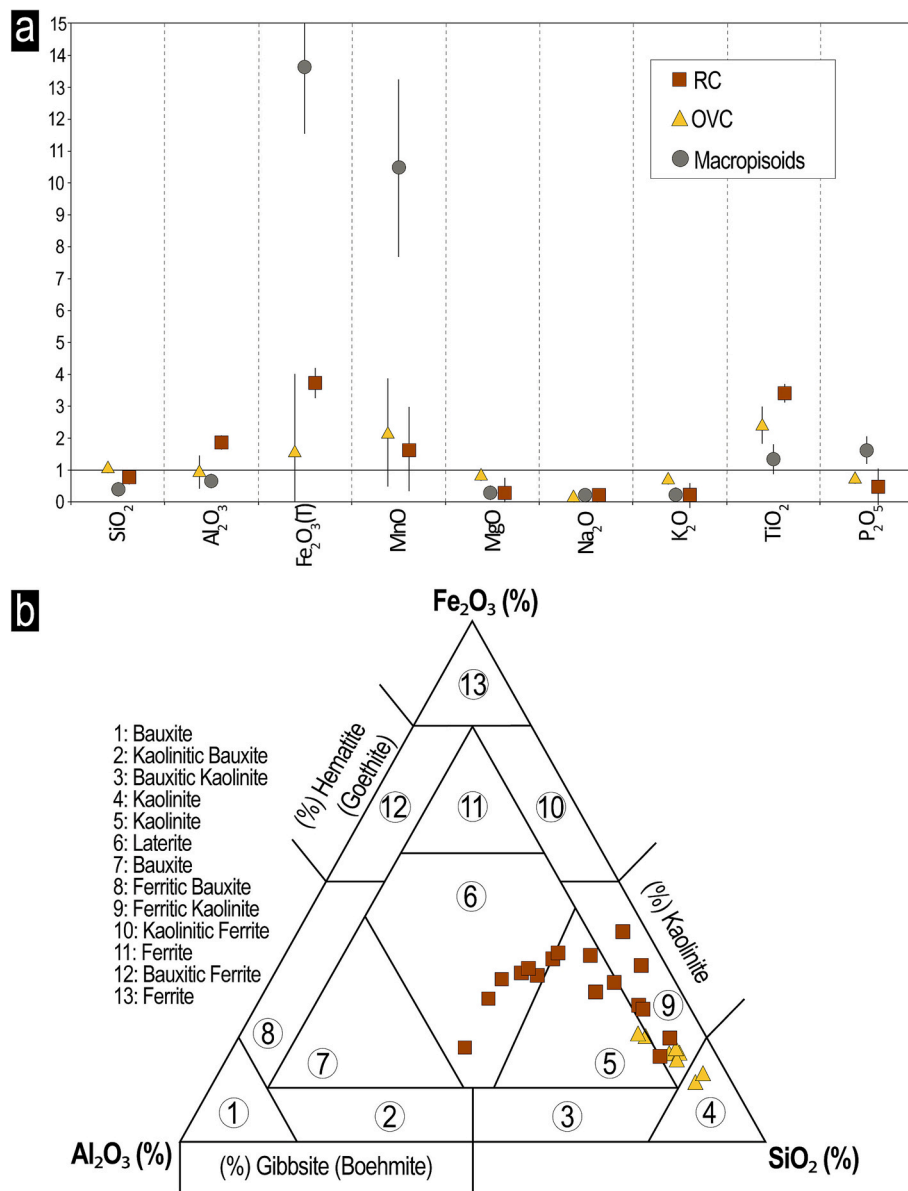 a
15
14
13
12
11
10
9
8
7
6
5
4
3
2
1
0
RC
OVC
Macropisoids
SiO₂
Al₂O₃
Fe₂O₃(T)
MnO
MgO
Na₂O
K₂O
TiO₂
P₂O₅
b
Fe₂O₃ (%)
1: Bauxite
2: Kaolinitic Bauxite
3: Bauxitic Kaolinite
4: Kaolinite
5: Kaolinite
6: Laterite
7: Bauxite
8: Ferritic Bauxite
9: Ferritic Kaolinite
10: Kaolinitic Ferrite
11: Ferrite
12: Bauxitic Ferrite
13: Ferrite
(%) Hematite
(Goethite)
(%) Kaolinite
13
12 11 10
6
9
8
7 5
1 2 3 4
Al₂O₃ (%)
(%) Gibbsite (Boehmite)
SiO₂ (%)